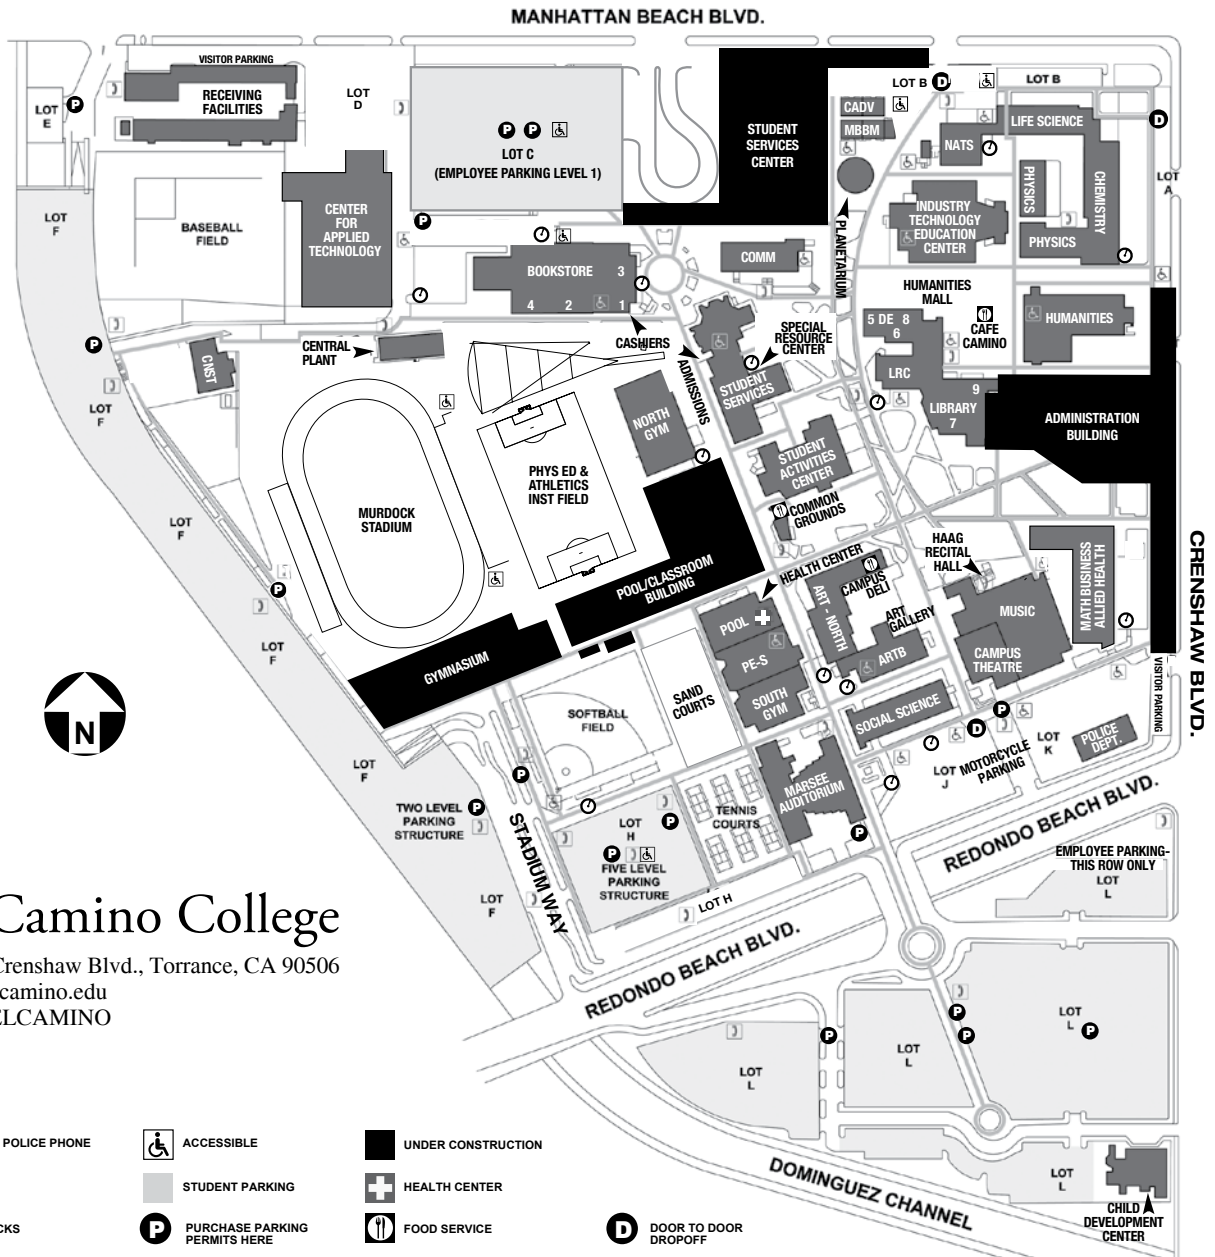 MANHATTAN BEACH BLVD.
VISITOR PARKING
RECEIVING
FACILITIES
LOT
E
P
LOT
D
P P
LOT C
(EMPLOYEE PARKING LEVEL 1)
STUDENT
SERVICES
CENTER
LOT B
D
LOT B
CADV
MBBM
NATS
LIFE SCIENCE
D
LOT
A
PHYSICS
CHEMISTRY
PHYSICS
INDUSTRY
TECHNOLOGY
EDUCATION
CENTER
PLANETARIUM
LOT
F
BASEBALL
FIELD
CENTER
FOR
APPLIED
TECHNOLOGY
P
BOOKSTORE 3
4 2 1
COMM
HUMANITIES
MALL
CAFE
CAMINO
HUMANITIES
5 DE 8
6
LRC
9
LIBRARY
7
ADMINISTRATION
BUILDING
P
CNST
CENTRAL
PLANT
CASHIERS
ADMISSIONS
SPECIAL
RESOURCE
CENTER
STUDENT
SERVICES
LOT
F
NORTH
GYM
PHYS ED &
ATHLETICS
INST FIELD
MURDOCK
STADIUM
STUDENT
ACTIVITIES
CENTER
COMMON
GROUNDS
LOT
F
P
POOL/CLASSROOM
BUILDING
HEALTH CENTER
HAAG
RECITAL
HALL
CAMPUS
DELI
ART - NORTH
ART
GALLERY
ARTB
MUSIC
CAMPUS
THEATRE
MATH BUSINESS
ALLIED HEALTH
CRENSHAW BLVD.
VISITOR PARKING
LOT
F
GYMNASIUM
POOL
PE-S
SOUTH
GYM
SAND
COURTS
SOFTBALL
FIELD
SOCIAL SCIENCE
P
D
LOT
K
POLICE
DEPT.
MOTORCYCLE
PARKING
LOT
J
N
LOT
F
P
MARSEE
AUDITORIUM
REDONDO BEACH BLVD.
TWO LEVEL
PARKING
STRUCTURE
P
STADIUM WAY
LOT
H
P
P
FIVE LEVEL
PARKING
STRUCTURE
TENNIS
COURTS
P
EMPLOYEE PARKING-
THIS ROW ONLY
LOT
L
LOT
F
LOT H
REDONDO BEACH BLVD.
Camino College
Crenshaw Blvd., Torrance, CA 90506
camino.edu
ELCAMINO
P
P
P
LOT
L
P
LOT
L
LOT
L
DOMINGUEZ CHANNEL
LOT
L
CHILD
DEVELOPMENT
CENTER
POLICE PHONE
ACCESSIBLE
UNDER CONSTRUCTION
STUDENT PARKING
HEALTH CENTER
CKS
P
PURCHASE PARKING
PERMITS HERE
FOOD SERVICE
D
DOOR TO DOOR
DROPOFF